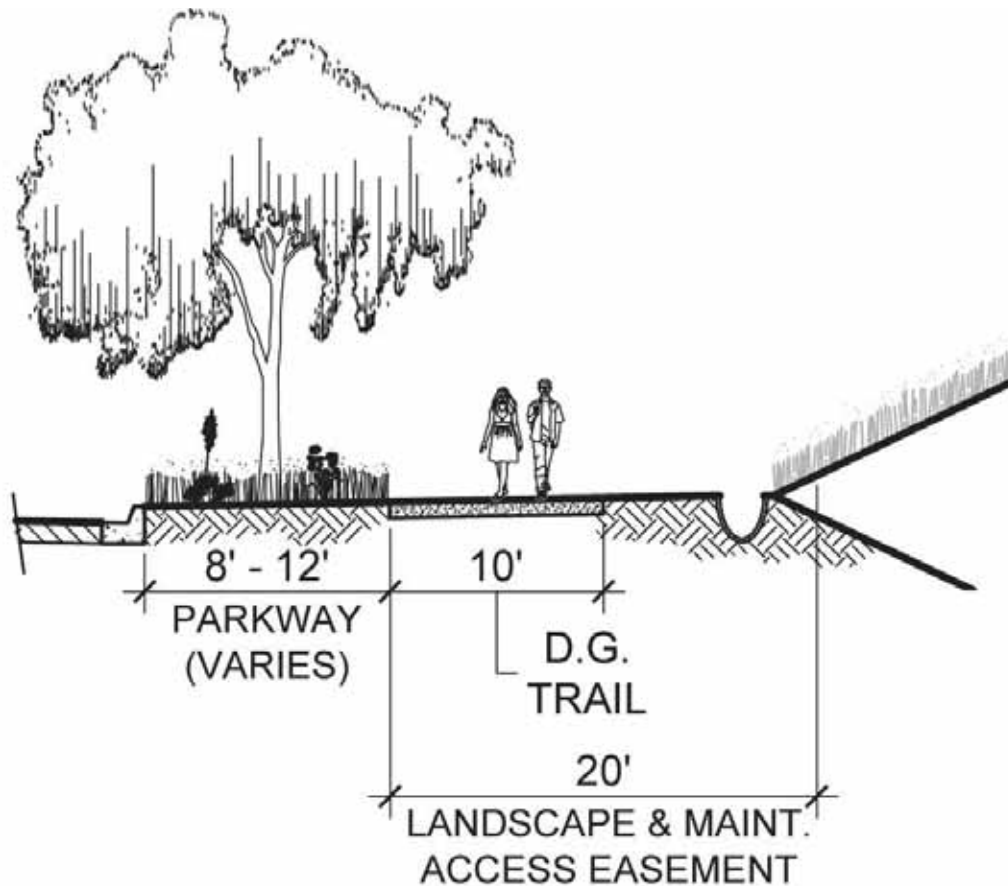 8' - 12'
10'
PARKWAY
(VARIES)
D.G.
TRAIL
20'
LANDSCAPE & MAINT.
ACCESS EASEMENT